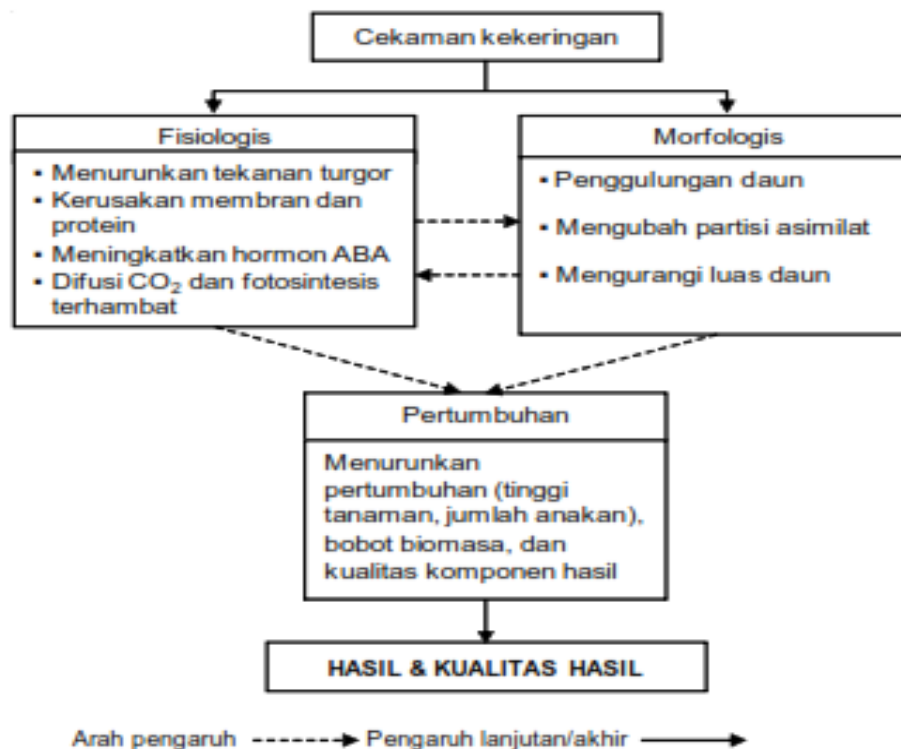 Cekaman kekeringan
Fisiologis
▪ Menurunkan tekanan turgor
▪ Kerusakan membran dan
protein
▪ Meningkatkan hormon ABA
▪ Difusi CO₂ dan fotosintesis
terhambat
Morfologis
▪ Penggulungan daun
▪ Mengubah partisi asimilat
▪ Mengurangi luas daun
Pertumbuhan
Menurunkan
pertumbuhan (tinggi
tanaman, jumlah anakan),
bobot biomasa, dan
kualitas komponen hasil
HASIL & KUALITAS HASIL
Arah pengaruh Pengaruh lanjutan/akhir